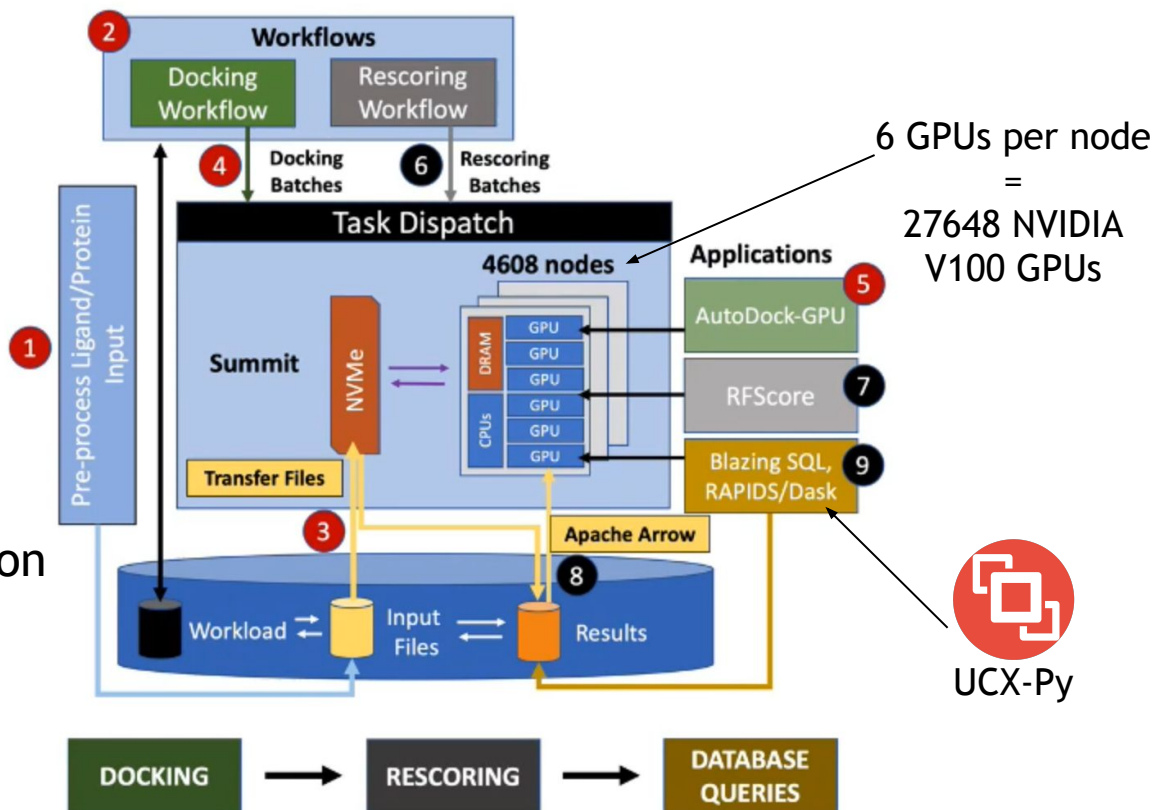 2
Workflows
Docking
Workflow
Rescoring
Workflow
4
Docking
Batches
6
Rescoring
Batches
6 GPUs per node
=
27648 NVIDIA
V100 GPUs
1
Pre-process Ligand/Protein
Input
Task Dispatch
4608 nodes
Summit
NVMe
DRAM
CPUs
GPU
GPU
GPU
GPU
GPU
GPU
Transfer Files
Applications
5
AutoDock-GPU
RFScore
7
Blazing SQL,
RAPIDS/Dask
9
3
Apache Arrow
8
on
Workload
Input
Files
Results
UCX-Py
DOCKING
RESCORING
DATABASE
QUERIES